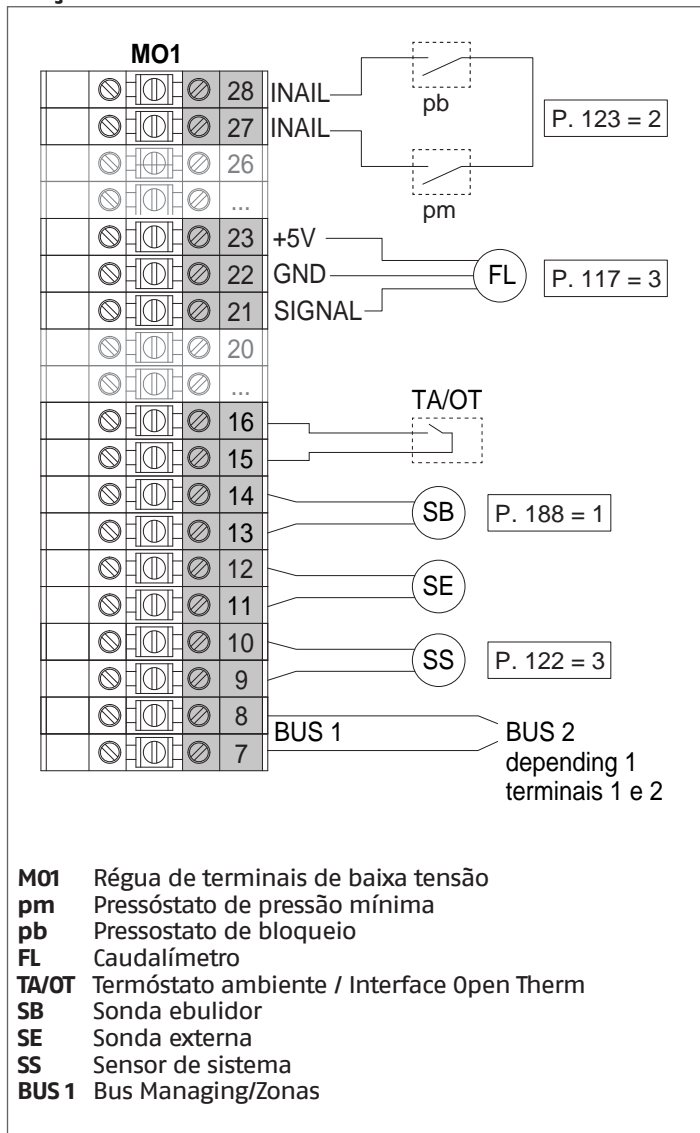 MO1
28 INAIL
pb
27 INAIL
P. 123 = 2
26
pm
...
23 +5V
22 GND
FL
P. 117 = 3
21 SIGNAL
20
...
TA/OT
16
15
14
SB
P. 188 = 1
13
12
SE
11
10
SS
P. 122 = 3
9
8
BUS 1
BUS 2
7
depending 1
terminais 1 e 2
M01 Régua de terminais de baixa tensão
pm Pressóstato de pressão mínima
pb Pressostato de bloqueio
FL Caudalímetro
TA/OT Termóstato ambiente / Interface Open Therm
SB Sonda ebulidor
SE Sonda externa
SS Sensor de sistema
BUS 1 Bus Managing/Zonas